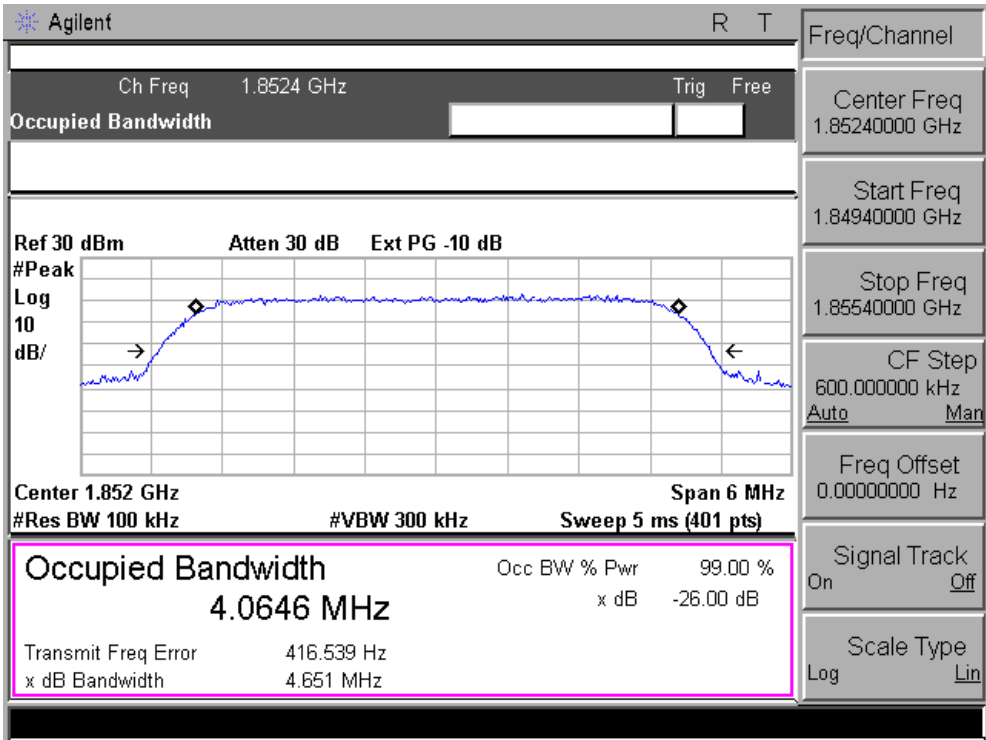 Agilent R T
Ch Freq 1.8524 GHz Trig Free
Occupied Bandwidth
Ref 30 dBm Atten 30 dB Ext PG -10 dB
#Peak
Log
10
dB/
Center 1.852 GHz Span 6 MHz
#Res BW 100 kHz #VBW 300 kHz Sweep 5 ms (401 pts)
Occupied Bandwidth Occ BW % Pwr 99.00 %
4.0646 MHz x dB -26.00 dB
Transmit Freq Error 416.539 Hz
x dB Bandwidth 4.651 MHz
Freq/Channel
Center Freq
1.85240000 GHz
Start Freq
1.84940000 GHz
Stop Freq
1.85540000 GHz
CF Step
600.000000 kHz
Auto Man
Freq Offset
0.00000000 Hz
Signal Track
On Off
Scale Type
Log Lin